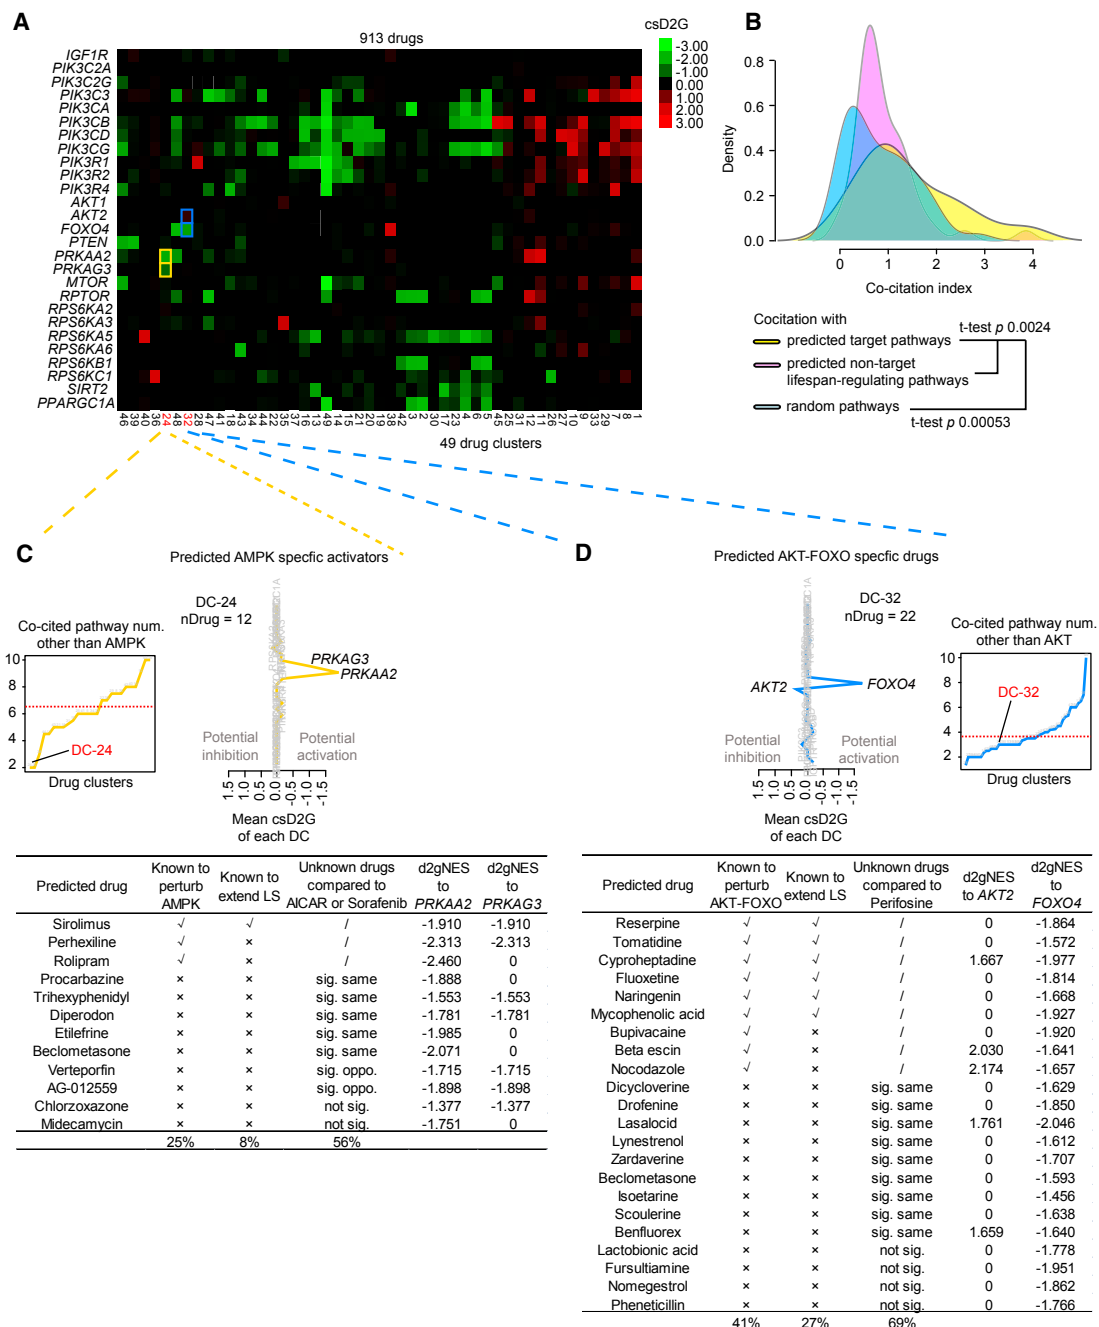 A
913 drugs
csD2G
-3.00
-2.00
-1.00
0.00
1.00
2.00
3.00
IGF1R
PIK3C2A
PIK3C2G
PIK3C3
PIK3CA
PIK3CB
PIK3CD
PIK3CG
PIK3R1
PIK3R2
PIK3R4
AKT1
AKT2
FOXO4
PTEN
PRKAA2
PRKAG3
MTOR
RPTOR
RPS6KA2
RPS6KA3
RPS6KA5
RPS6KA6
RPS6KB1
RPS6KC1
SIRT2
PPARGC1A
49 drug clusters
B
Density
0.8
0.6
0.4
0.2
0.0
0 1 2 3 4
Co-citation index
Cocitation with
predicted target pathways
predicted non-target
lifespan-regulating pathways
random pathways
t-test p 0.0024
t-test p 0.00053
C
Predicted AMPK specfic activators
Co-cited pathway num.
other than AMPK
10
8
6
4
2
DC-24
Drug clusters
DC-24
nDrug = 12
PRKAG3
PRKAA2
Potential
inhibition
Potential
activation
1.5 1.0 0.5 0.0 -0.5 -1.0 -1.5
Mean csD2G
of each DC
Predicted drug Known to perturb AMPK Known to extend LS Unknown drugs compared to AICAR or Sorafenib d2gNES to PRKAA2 d2gNES to PRKAG3
Sirolimus √ √ / -1.910 -1.910
Perhexiline √ × / -2.313 -2.313
Rolipram √ × / -2.460 0
Procarbazine × × sig. same -1.888 0
Trihexyphenidyl × × sig. same -1.553 -1.553
Diperodon × × sig. same -1.781 -1.781
Etilefrine × × sig. same -1.985 0
Beclometasone × × sig. same -2.071 0
Verteporfin × × sig. oppo. -1.715 -1.715
AG-012559 × × sig. oppo. -1.898 -1.898
Chlorzoxazone × × not sig. -1.377 -1.377
Midecamycin × × not sig. -1.751 0
25% 8% 56%
D
Predicted AKT-FOXO specfic drugs
DC-32
nDrug = 22
AKT2
FOXO4
Potential
inhibition
Potential
activation
1.5 1.0 0.5 0.0 -0.5 -1.0 -1.5
Mean csD2G
of each DC
Co-cited pathway num.
other than AKT
10
8
6
4
2
DC-32
Drug clusters
Predicted drug Known to perturb AKT-FOXO Known to extend LS Unknown drugs compared to Perifosine d2gNES to AKT2 d2gNES to FOXO4
Reserpine √ √ / 0 -1.864
Tomatidine √ √ / 0 -1.572
Cyproheptadine √ √ / 1.667 -1.977
Fluoxetine √ √ / 0 -1.814
Naringenin √ √ / 0 -1.668
Mycophenolic acid √ √ / 0 -1.927
Bupivacaine √ × / 0 -1.920
Beta escin √ × / 2.030 -1.641
Nocodazole √ × / 2.174 -1.657
Dicycloverine × × sig. same 0 -1.629
Drofenine × × sig. same 0 -1.850
Lasalocid × × sig. same 1.761 -2.046
Lynestrenol × × sig. same 0 -1.612
Zardaverine × × sig. same 0 -1.707
Beclometasone × × sig. same 0 -1.593
Isoetarine × × sig. same 0 -1.456
Scoulerine × × sig. same 0 -1.638
Benfluorex × × sig. same 1.659 -1.640
Lactobionic acid × × not sig. 0 -1.778
Fursultiamine × × not sig. 0 -1.951
Nomegestrol × × not sig. 0 -1.862
Pheneticillin × × not sig. 0 -1.766
41% 27% 69%